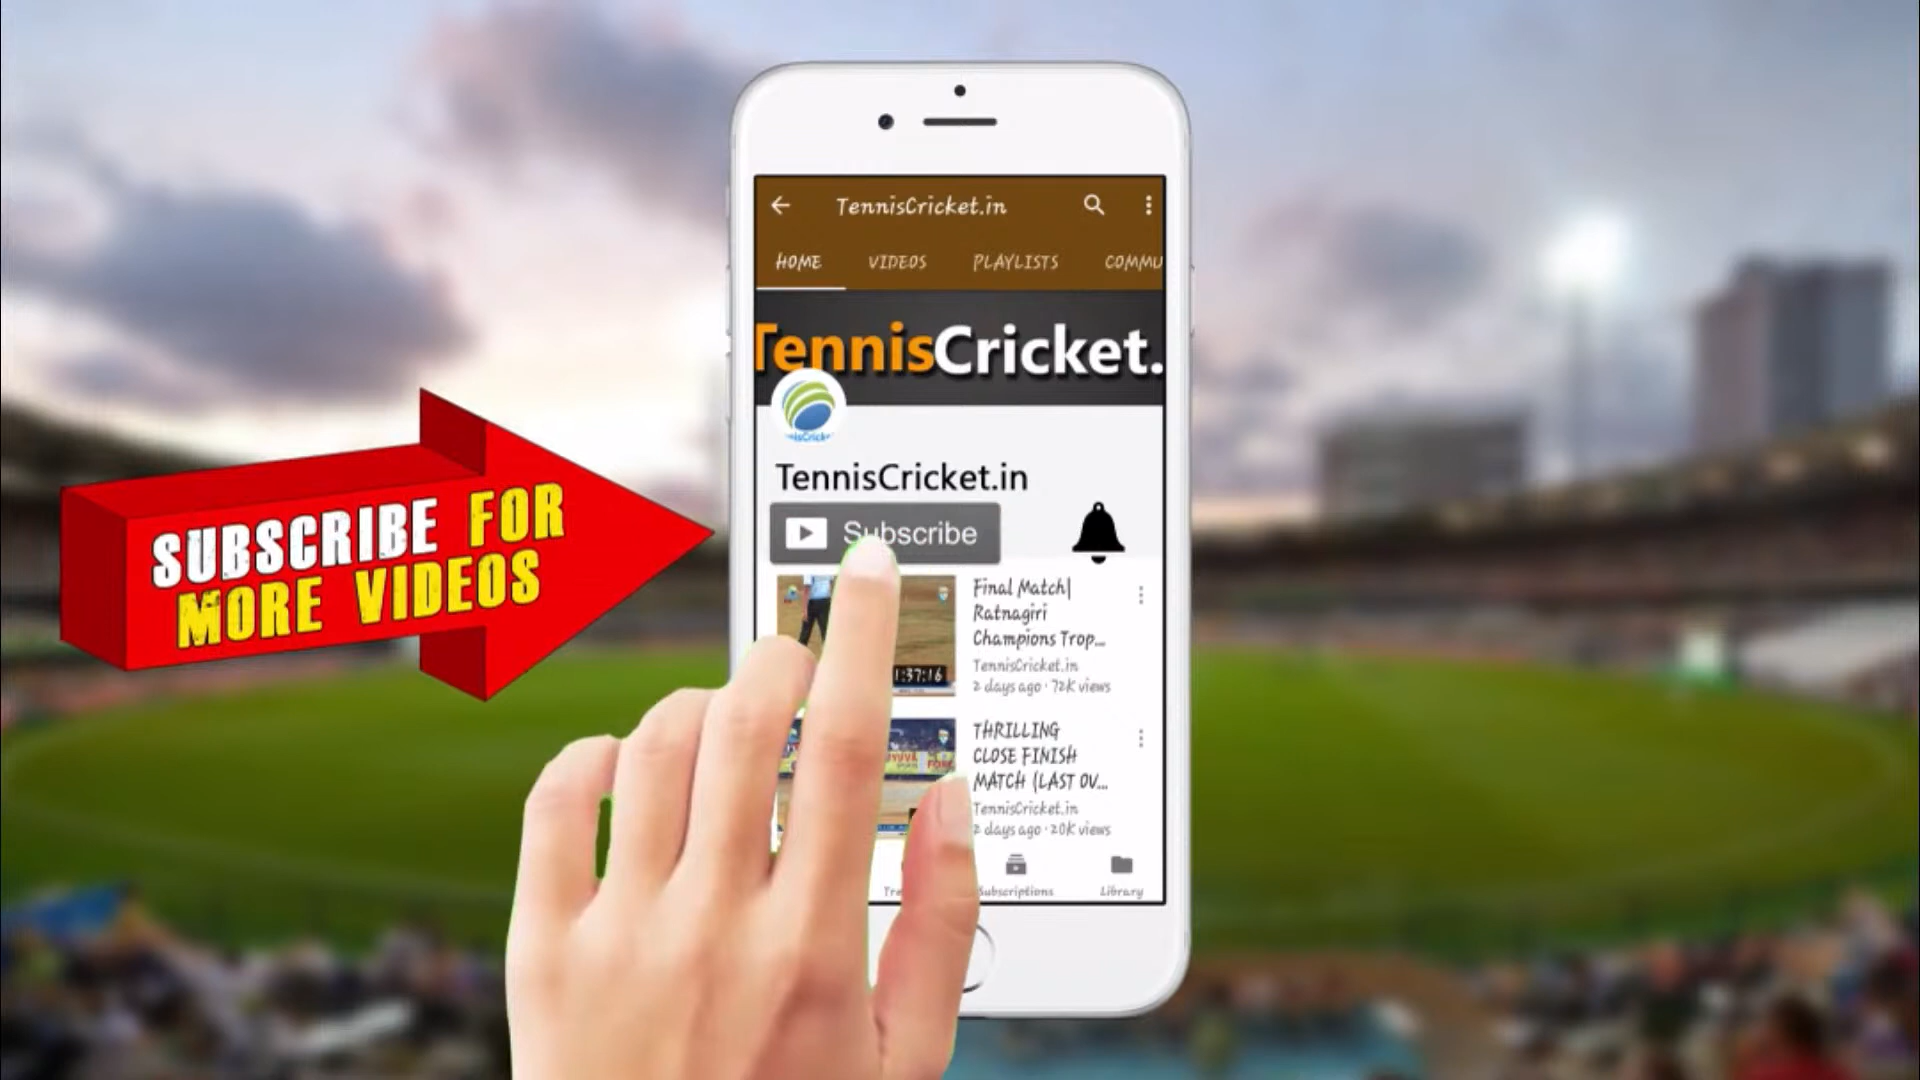 TennisCricket.in
HOME VIDEOS PLAYLISTS COMMU
TennisCricket.
TennisCricket.in
Subscribe
SUBSCRIBE FOR
MORE VIDEOS
Final Match|
Ratnagiri
Champions Trop...
TennisCricket.in
2 days ago · 72K views
1:37:16
THRILLING
CLOSE FINISH
MATCH (LAST OV...
TennisCricket.in
2 days ago · 20K views
Subscriptions
Library